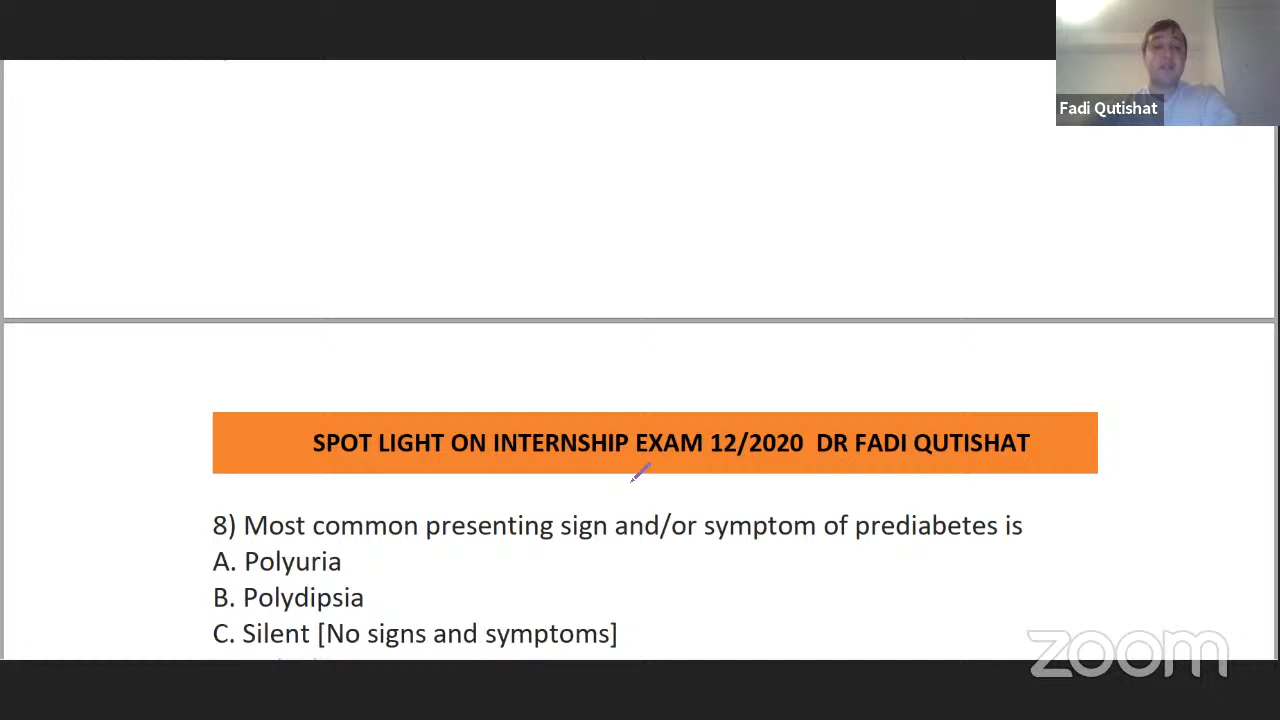 Fadi Qutishat
SPOT LIGHT ON INTERNSHIP EXAM 12/2020 DR FADI QUTISHAT
8) Most common presenting sign and/or symptom of prediabetes is
A. Polyuria
B. Polydipsia
C. Silent [No signs and symptoms]
zoom